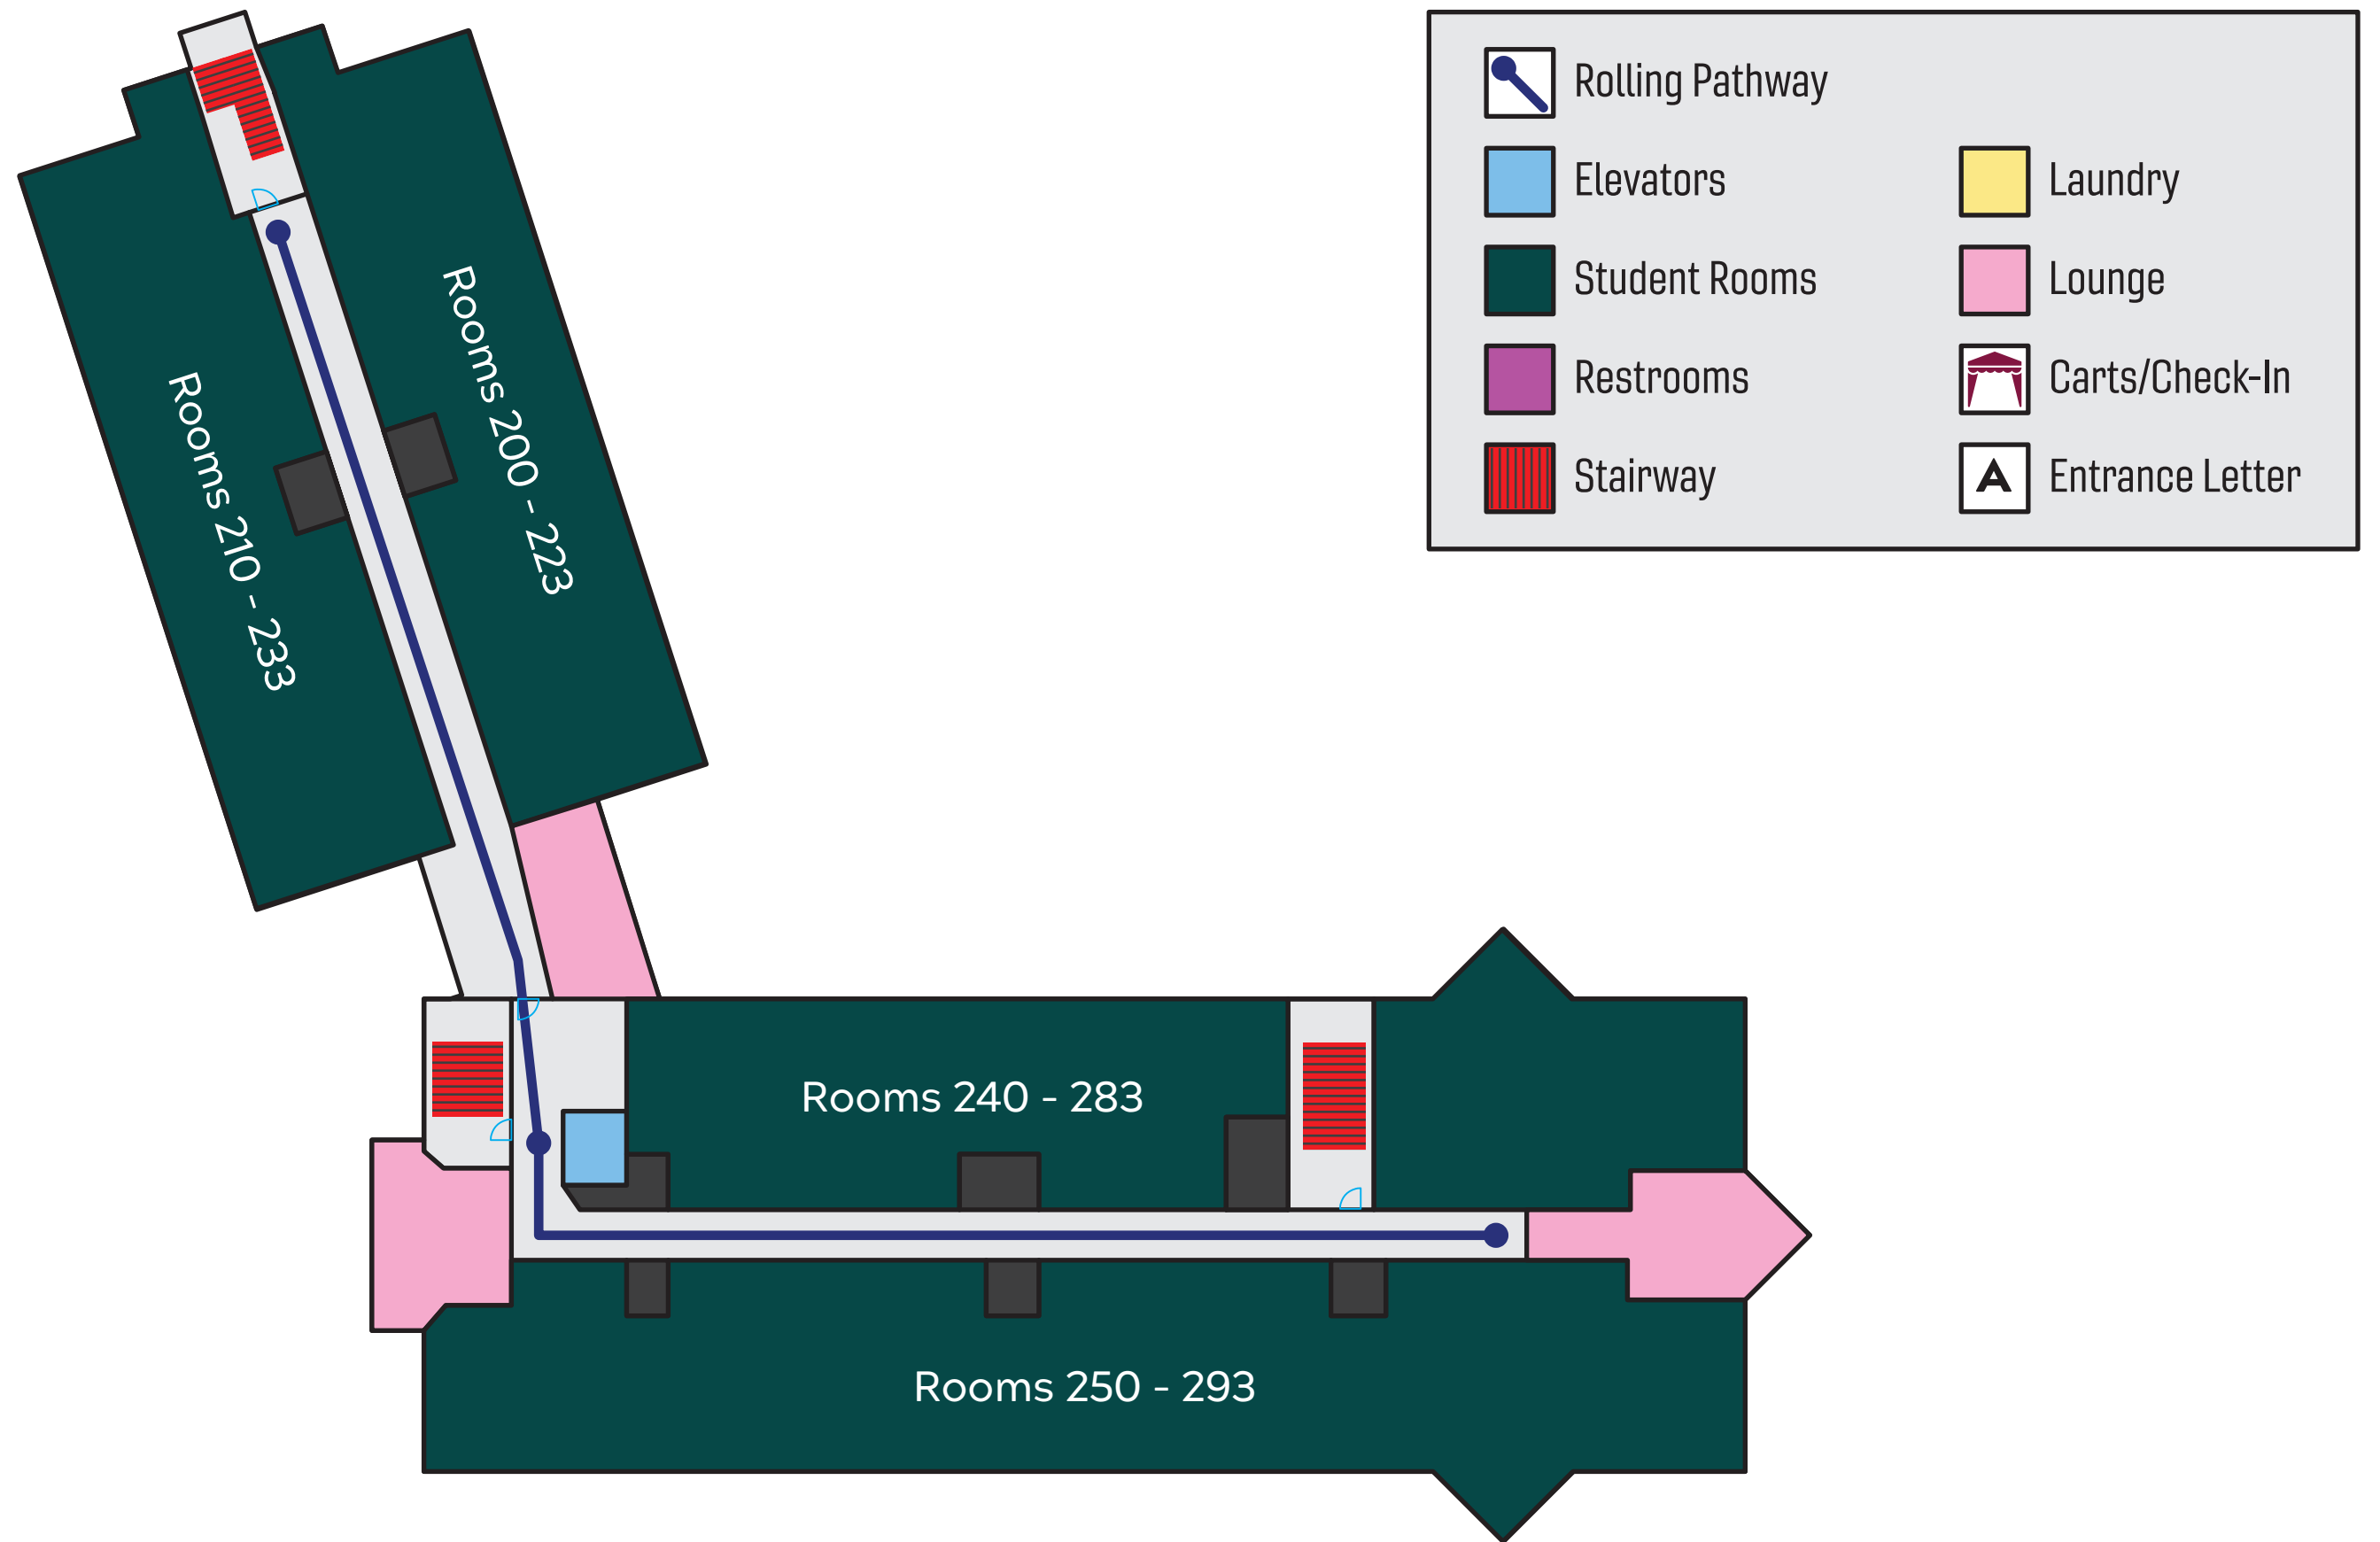 Rolling Pathway
Elevators
Laundry
Student Rooms
Lounge
Restrooms
Carts/Check-In
Stairway
A
Entrance Letter
Rooms 200 - 223
Rooms 210 - 233
Rooms 240 - 283
Rooms 250 - 293